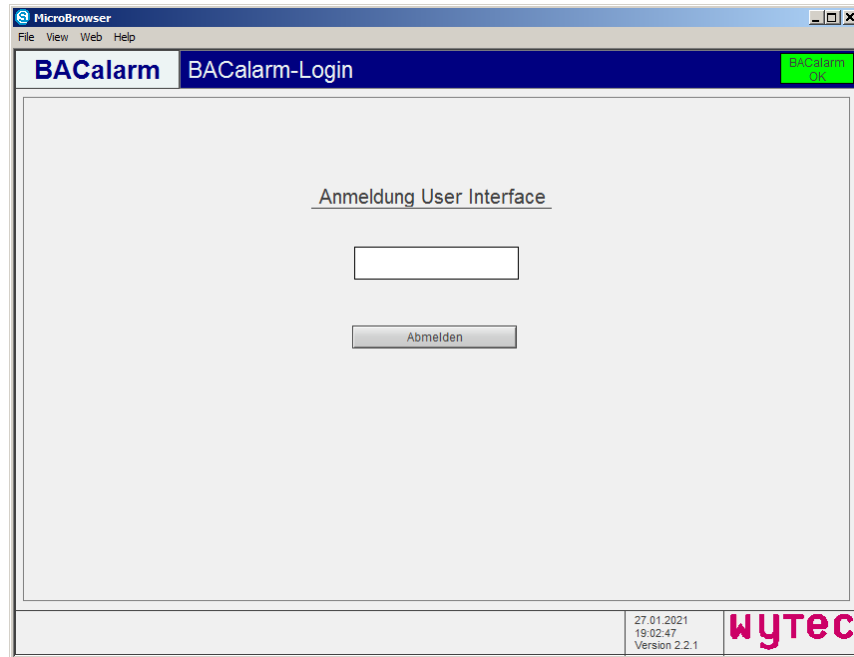 MicroBrowser
File View Web Help
BACalarm BACalarm-Login
BACalarm
OK
Anmeldung User Interface
Abmelden
27.01.2021
19:02:47
Version 2.2.1
wytec